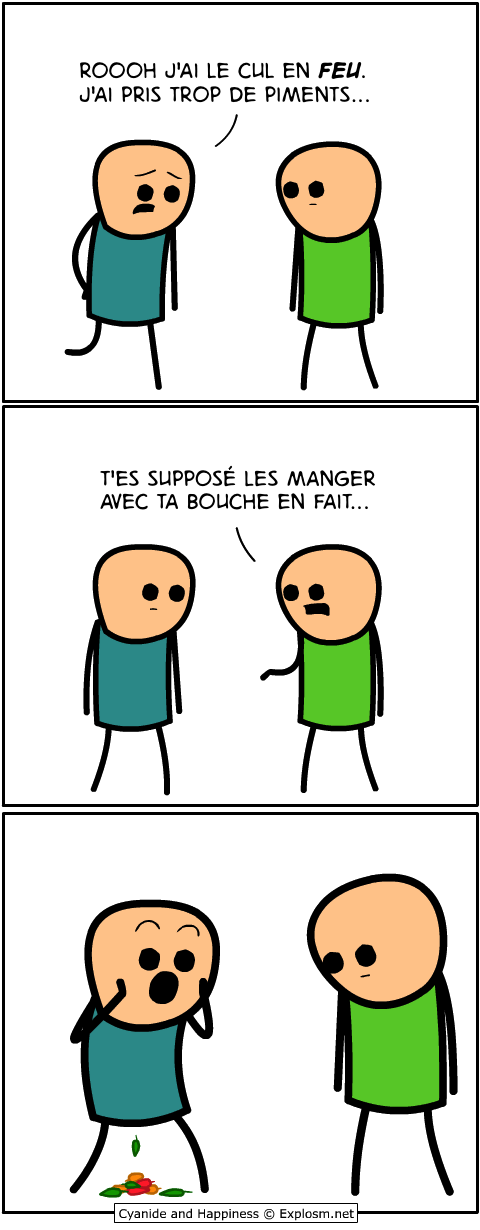 ROOOH J'AI LE CUL EN FEU.
J'AI PRIS TROP DE PIMENTS...
T'ES SUPPOSÉ LES MANGER
AVEC TA BOUCHE EN FAIT...
Cyanide and Happiness © Explosm.net